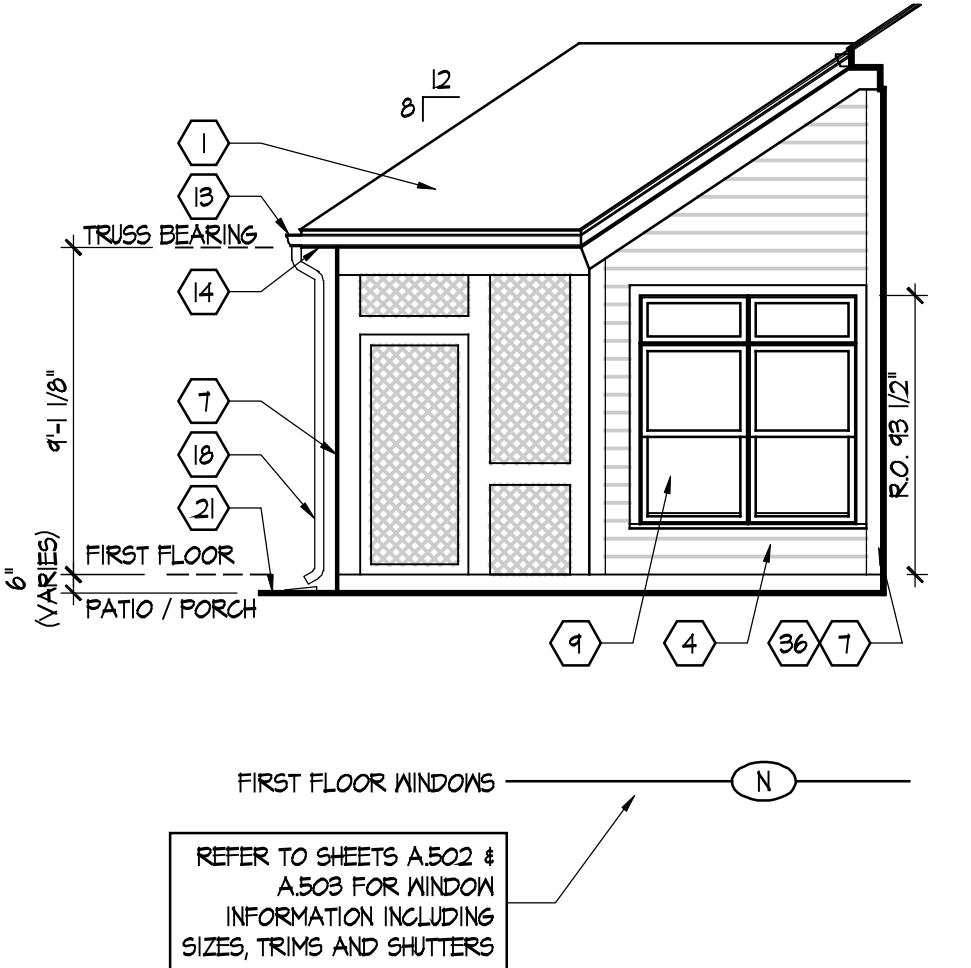 12
8
1
13
TRUSS BEARING
14
9'-1 1/8"
7
18
21
R.O. 93 1/2"
FIRST FLOOR
6"
(VARIES)
PATIO / PORCH
9
4
36
7
FIRST FLOOR WINDOWS
N
REFER TO SHEETS A.502 &
A.503 FOR WINDOW
INFORMATION INCLUDING
SIZES, TRIMS AND SHUTTERS